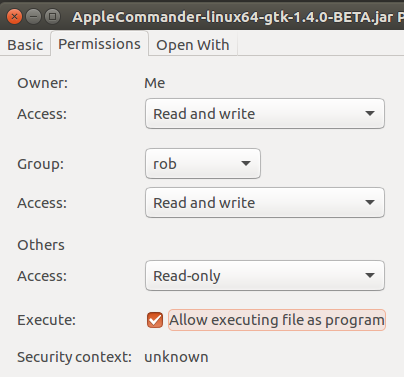 AppleCommander-linux64-gtk-1.4.0-BETA.jar P
Basic Permissions Open With
Owner: Me
Access: Read and write
Group: rob
Access: Read and write
Others
Access: Read-only
Execute: Allow executing file as program
Security context: unknown